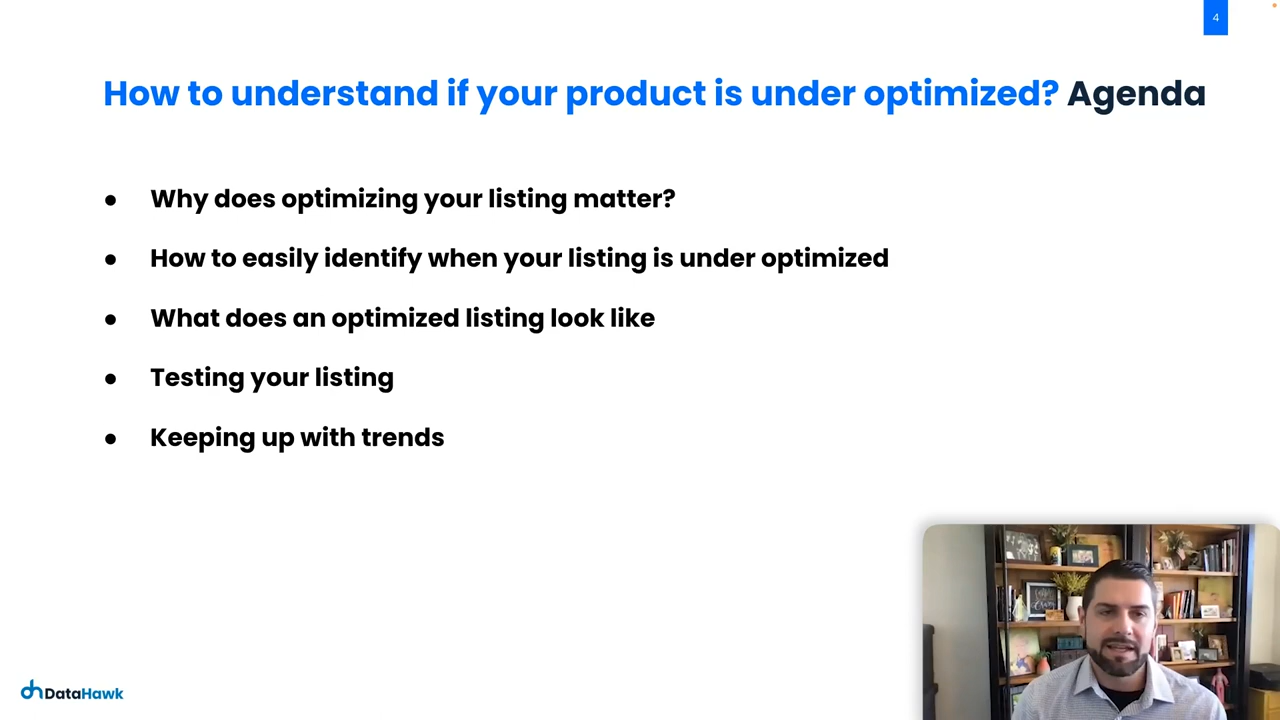 4
How to understand if your product is under optimized? Agenda
● Why does optimizing your listing matter?
● How to easily identify when your listing is under optimized
● What does an optimized listing look like
● Testing your listing
● Keeping up with trends
DataHawk